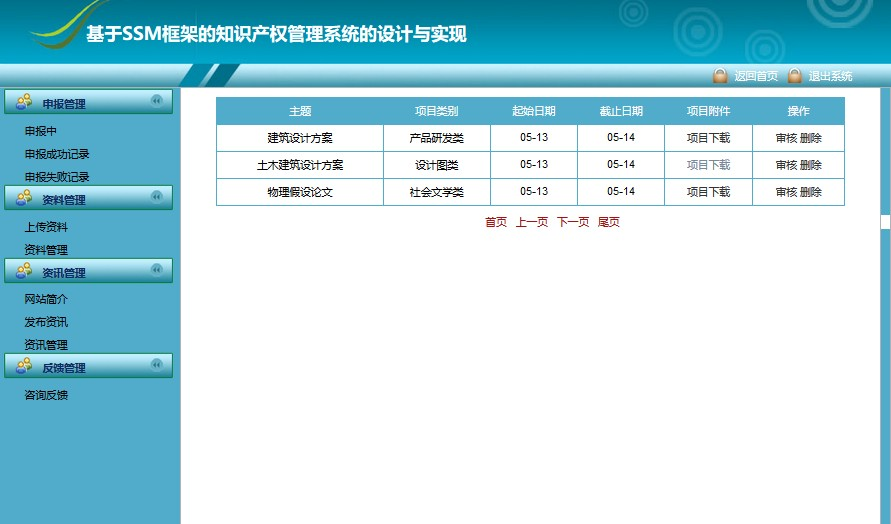 基于SSM框架的知识产权管理系统的设计与实现
返回首页 退出系统
申报管理
申报中
申报成功记录
申报失败记录
资料管理
上传资料
资料管理
资讯管理
网站简介
发布资讯
资讯管理
反馈管理
咨询反馈
主题 项目类别 起始日期 截止日期 项目附件 操作
建筑设计方案 产品研发类 05-13 05-14 项目下载 审核 删除
土木建筑设计方案 设计图类 05-13 05-14 项目下载 审核 删除
物理假设论文 社会文学类 05-13 05-14 项目下载 审核 删除
首页 上一页 下一页 尾页